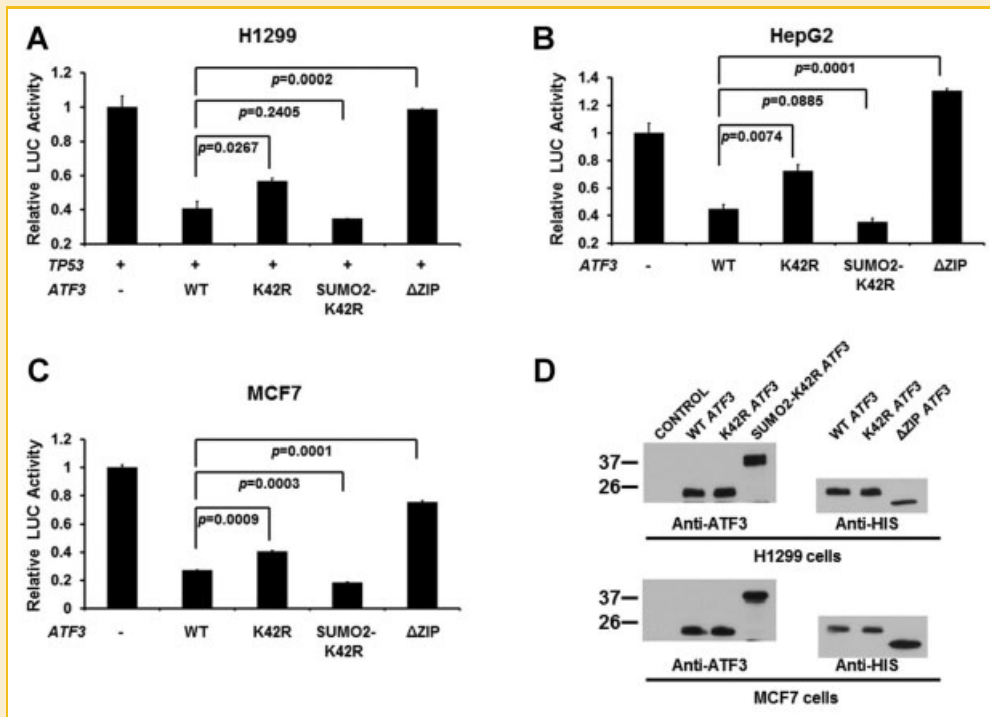 A
H1299
Relative LUC Activity
1.2
1
0.8
0.6
0.4
0.2
p=0.0002
p=0.2405
p=0.0267
TP53 + + + + +
ATF3 - WT K42R SUMO2-K42R ΔZIP
B
HepG2
Relative LUC Activity
1.4
1.2
1
0.8
0.6
0.4
0.2
p=0.0001
p=0.0885
p=0.0074
ATF3 - WT K42R SUMO2-K42R ΔZIP
C
MCF7
Relative LUC Activity
1.2
1
0.8
0.6
0.4
0.2
0
p=0.0001
p=0.0003
p=0.0009
ATF3 - WT K42R SUMO2-K42R ΔZIP
D
CONTROL
WT ATF3
K42R ATF3
SUMO2-K42R ATF3
WT ATF3
K42R ATF3
ΔZIP ATF3
37
26
Anti-ATF3 Anti-HIS
H1299 cells
37
26
Anti-ATF3 Anti-HIS
MCF7 cells